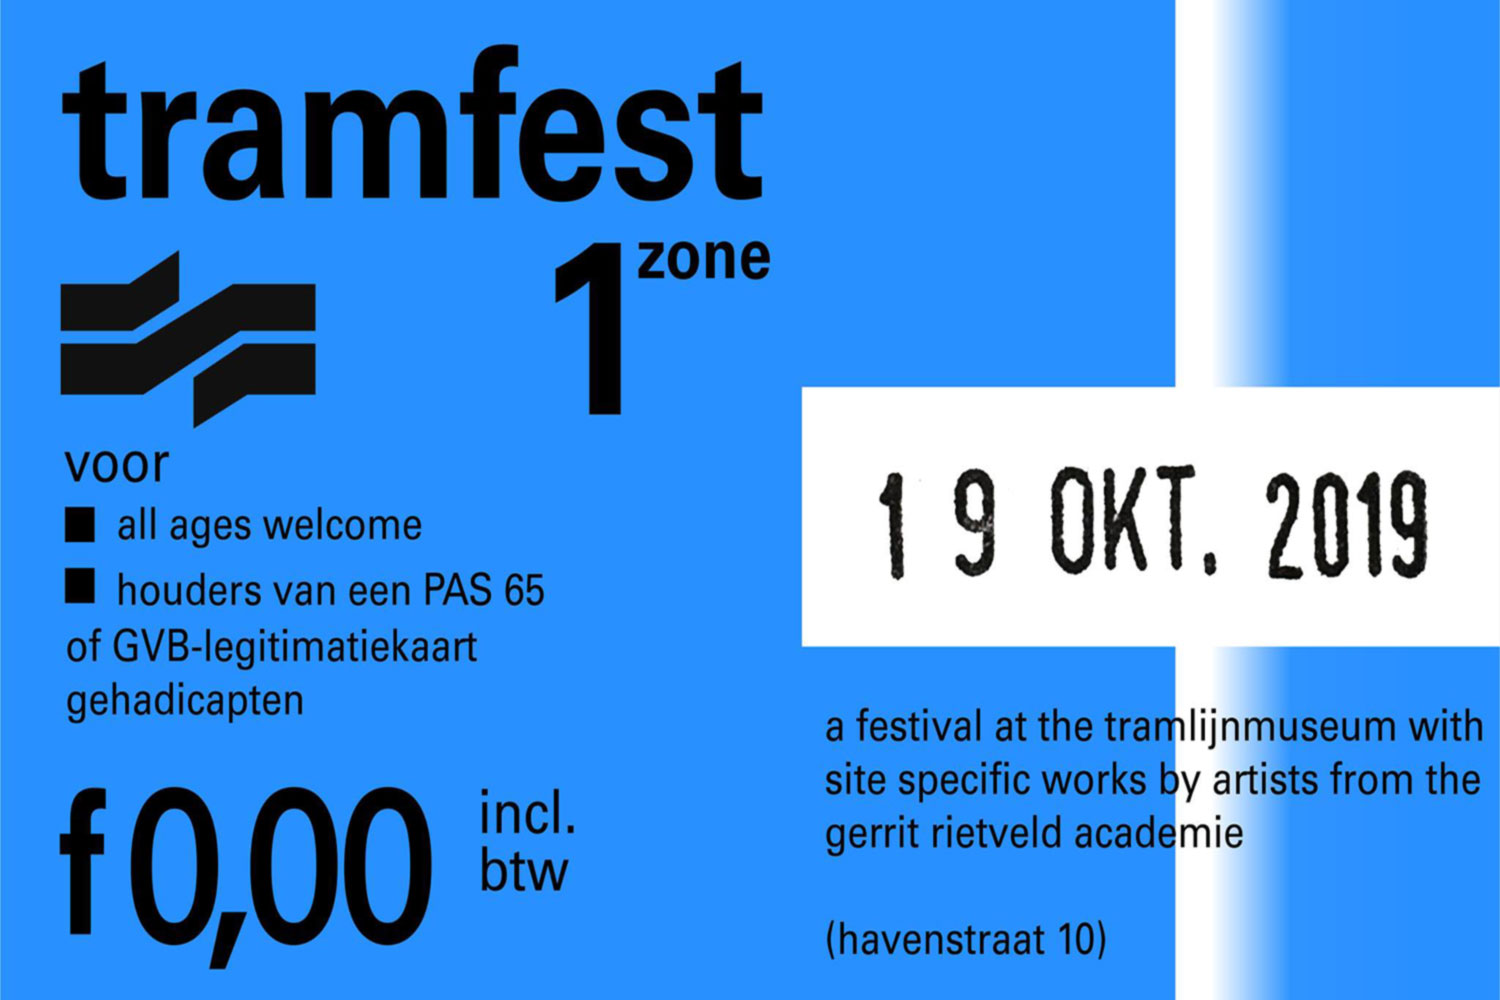 tramfest
1 zone
voor
■ all ages welcome
■ houders van een PAS 65
of GVB-legitimatiekaart
gehadicapten
f 0,00 incl.
btw
19 OKT. 2019
a festival at the tramlijnmuseum with
site specific works by artists from the
gerrit rietveld academie
(havenstraat 10)